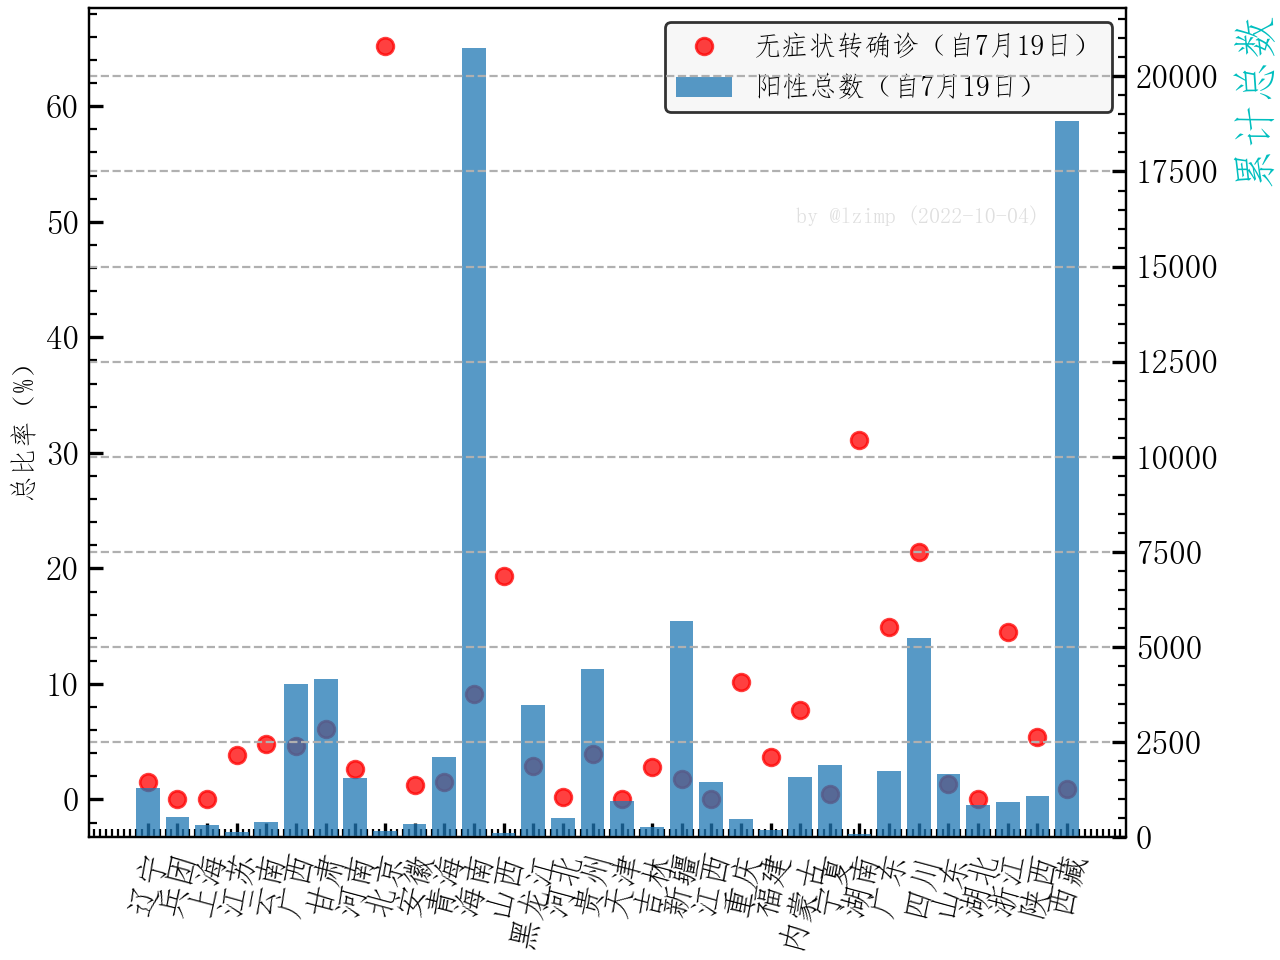 无症状转确诊（自7月19日）
阳性总数（自7月19日）
by @lzimp (2022-10-04)
总比率 (%)
60
50
40
30
20
10
0
累计总数
20000
17500
15000
12500
10000
7500
5000
2500
0
辽宁
兵团
上海
江苏
云南
广西
甘肃
河南
北京
安徽
青海
海南
山西
黑龙江
河北
贵州
天津
吉林
新疆
江西
重庆
福建
内蒙古
宁夏
湖南
广东
四川
山东
湖北
浙江
陕西
西藏